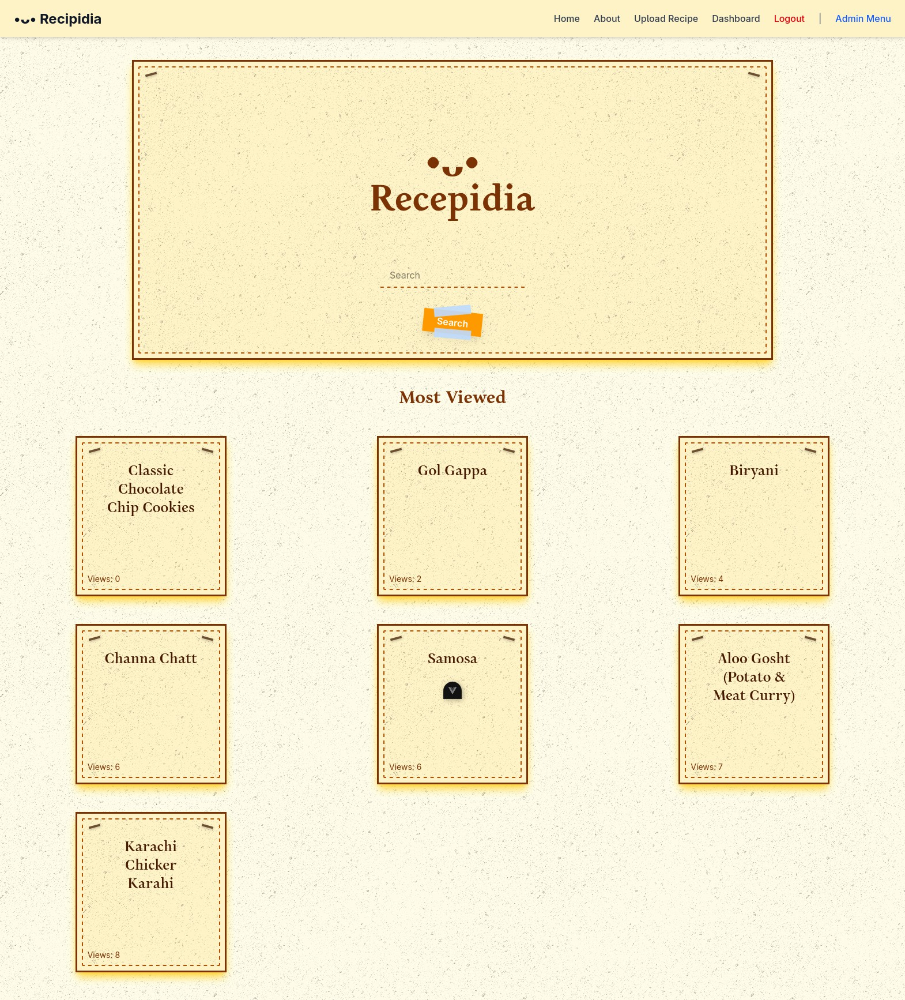 Recipidia
Home About Upload Recipe Dashboard Logout | Admin Menu
Recepidia
Search
Search
Most Viewed
Classic
Chocolate
Chip Cookies
Views: 0
Gol Gappa
Views: 2
Biryani
Views: 4
Channa Chatt
Views: 6
Samosa
Views: 6
Aloo Gosht
(Potato &
Meat Curry)
Views: 7
Karachi
Chicker
Karahi
Views: 8